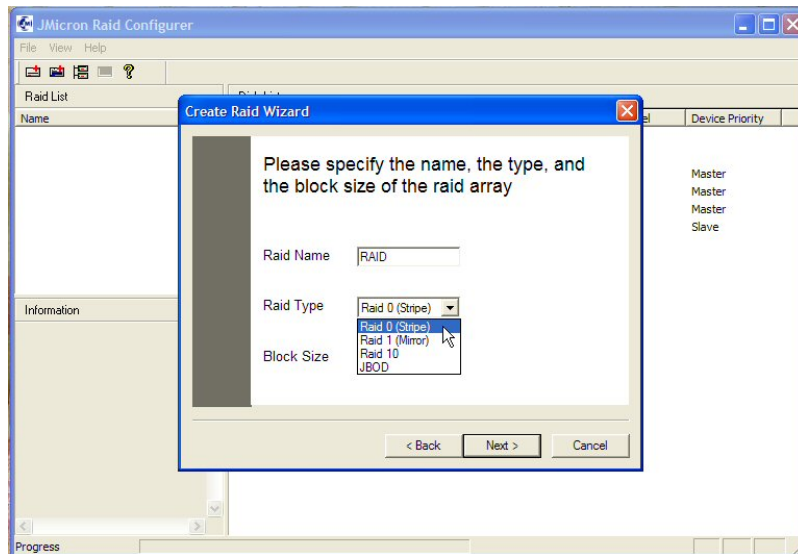 JMicron Raid Configurer
File View Help
Raid List
Name
Device Priority
Create Raid Wizard
Please specify the name, the type, and
the block size of the raid array
Master
Master
Master
Slave
Raid Name RAID
Information
Raid Type Raid 0 (Stripe)
Raid 0 (Stripe)
Raid 1 (Mirror)
Raid 10
JBOD
Block Size
< Back Next > Cancel
Progress